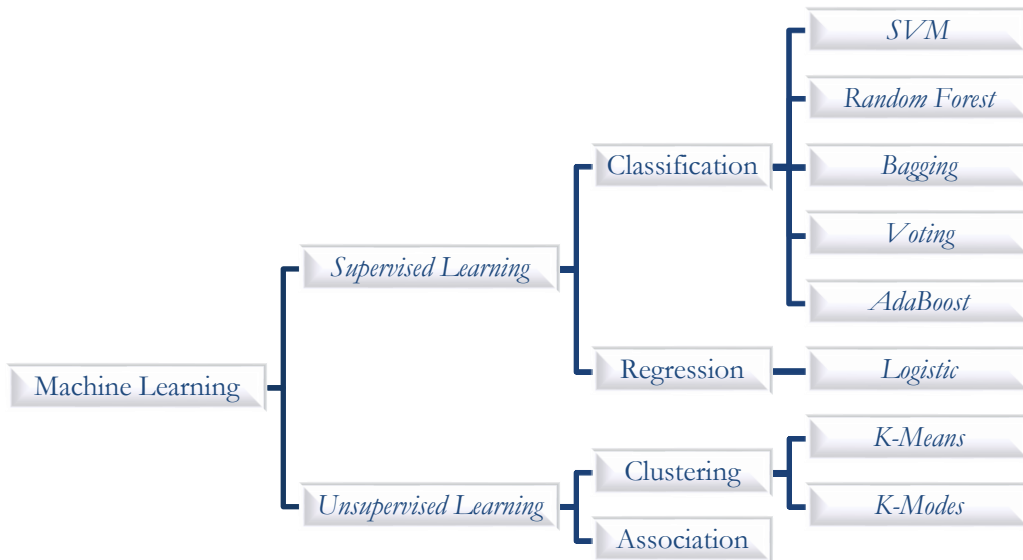 SVM
Random Forest
Classification
Bagging
Voting
Supervised Learning
AdaBoost
Regression
Logistic
Machine Learning
K-Means
Clustering
Unsupervised Learning
K-Modes
Association